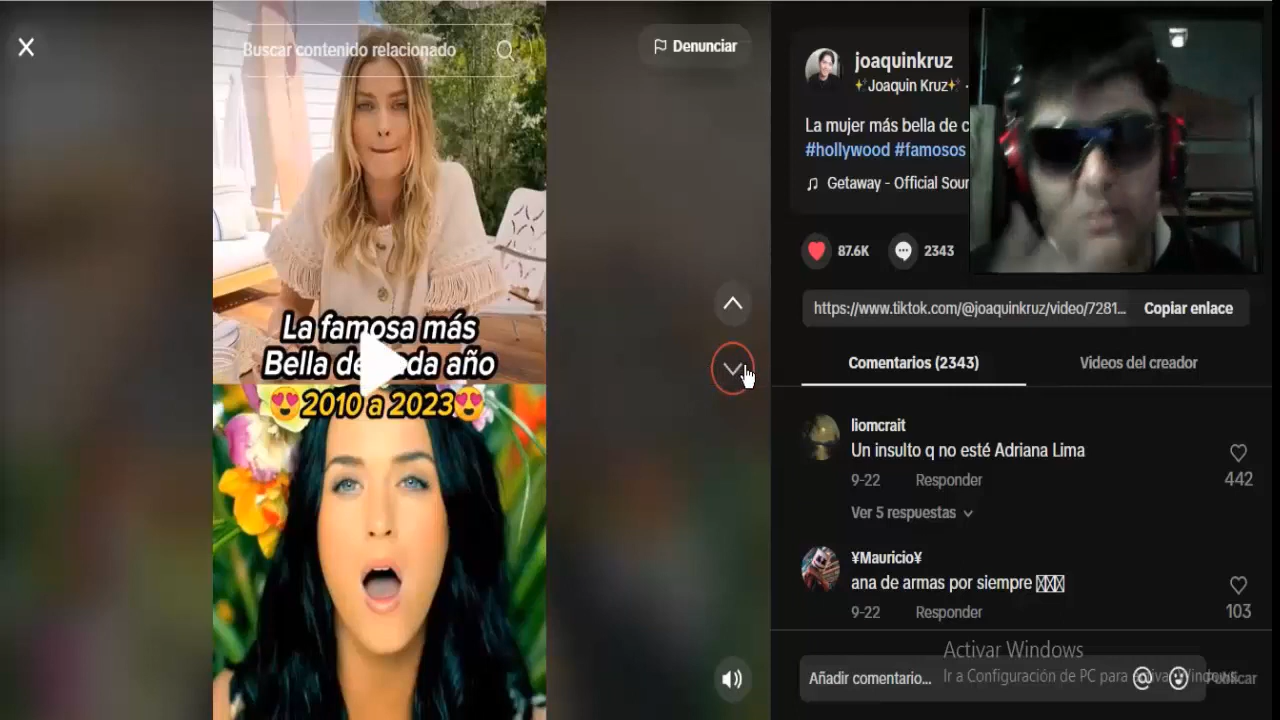 Buscar contenido relacionado
Denunciar
La famosa más
Bella de da año
2010 a 2023
joaquinkruz
Joaquin Kruz
La mujer más bella de c
#hollywood #famosos
Getaway - Official Soun
87.6K
2343
https://www.tiktok.com/@joaquinkruz/video/7281...
Copiar enlace
Comentarios (2343)
Videos del creador
liomcrait
Un insulto q no esté Adriana Lima
9-22
Responder
442
Ver 5 respuestas
¥Mauricio¥
ana de armas por siempre
9-22
Responder
103
Activar Windows
Ir a Configuración de PC para activar Windows.
Añadir comentario...